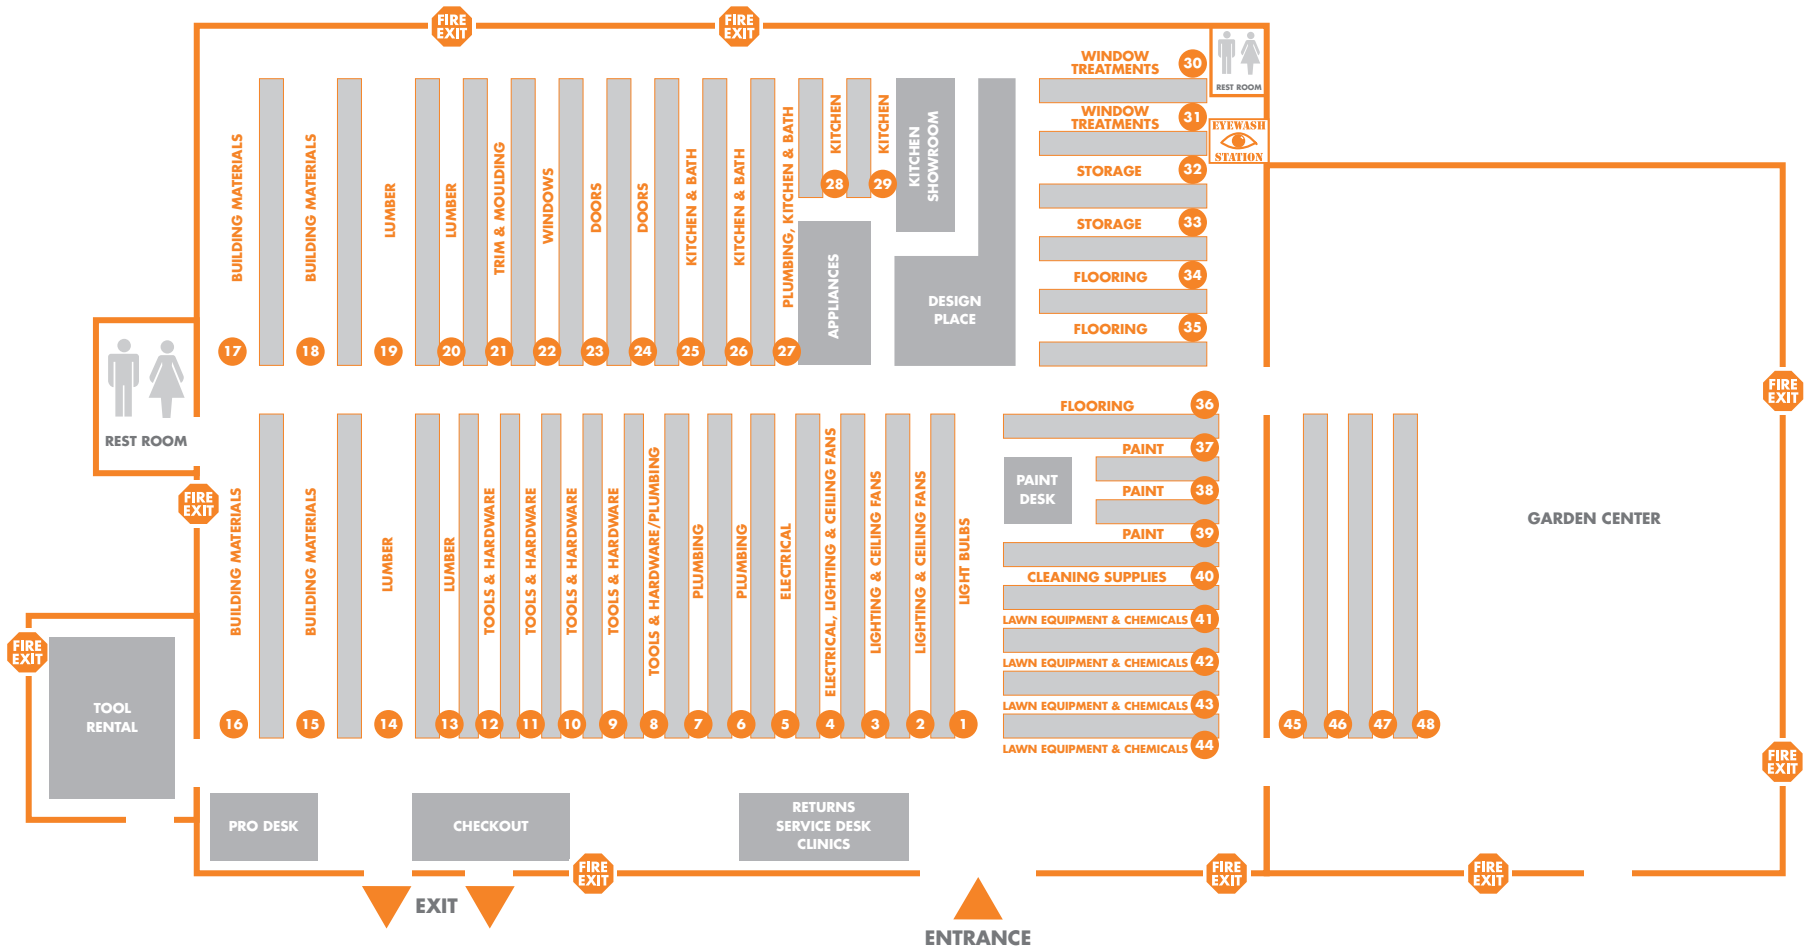 FIRE
EXIT
FIRE
EXIT
WINDOW
TREATMENTS
30
REST ROOM
WINDOW
TREATMENTS
31
EYEWASH
STATION
STORAGE
32
STORAGE
33
FLOORING
34
FLOORING
35
BUILDING MATERIALS
17
BUILDING MATERIALS
18
LUMBER
19
LUMBER
20
TRIM & MOULDING
21
WINDOWS
22
DOORS
23
DOORS
24
KITCHEN & BATH
25
KITCHEN & BATH
26
PLUMBING, KITCHEN & BATH
27
KITCHEN
28
KITCHEN
29
KITCHEN
SHOWROOM
APPLIANCES
DESIGN
PLACE
REST ROOM
FIRE
EXIT
FIRE
EXIT
FLOORING
36
PAINT
37
PAINT
DESK
PAINT
38
PAINT
39
CLEANING SUPPLIES
40
LAWN EQUIPMENT & CHEMICALS
41
LAWN EQUIPMENT & CHEMICALS
42
LAWN EQUIPMENT & CHEMICALS
43
LAWN EQUIPMENT & CHEMICALS
44
BUILDING MATERIALS
16
BUILDING MATERIALS
15
LUMBER
14
LUMBER
13
TOOLS & HARDWARE
12
TOOLS & HARDWARE
11
TOOLS & HARDWARE
10
TOOLS & HARDWARE
9
TOOLS & HARDWARE/PLUMBING
8
PLUMBING
7
PLUMBING
6
ELECTRICAL
5
ELECTRICAL, LIGHTING & CEILING FANS
4
LIGHTING & CEILING FANS
3
LIGHTING & CEILING FANS
2
LIGHT BULBS
1
45
46
47
48
GARDEN CENTER
FIRE
EXIT
TOOL
RENTAL
FIRE
EXIT
PRO DESK
CHECKOUT
RETURNS
SERVICE DESK
CLINICS
FIRE
EXIT
FIRE
EXIT
FIRE
EXIT
EXIT
ENTRANCE